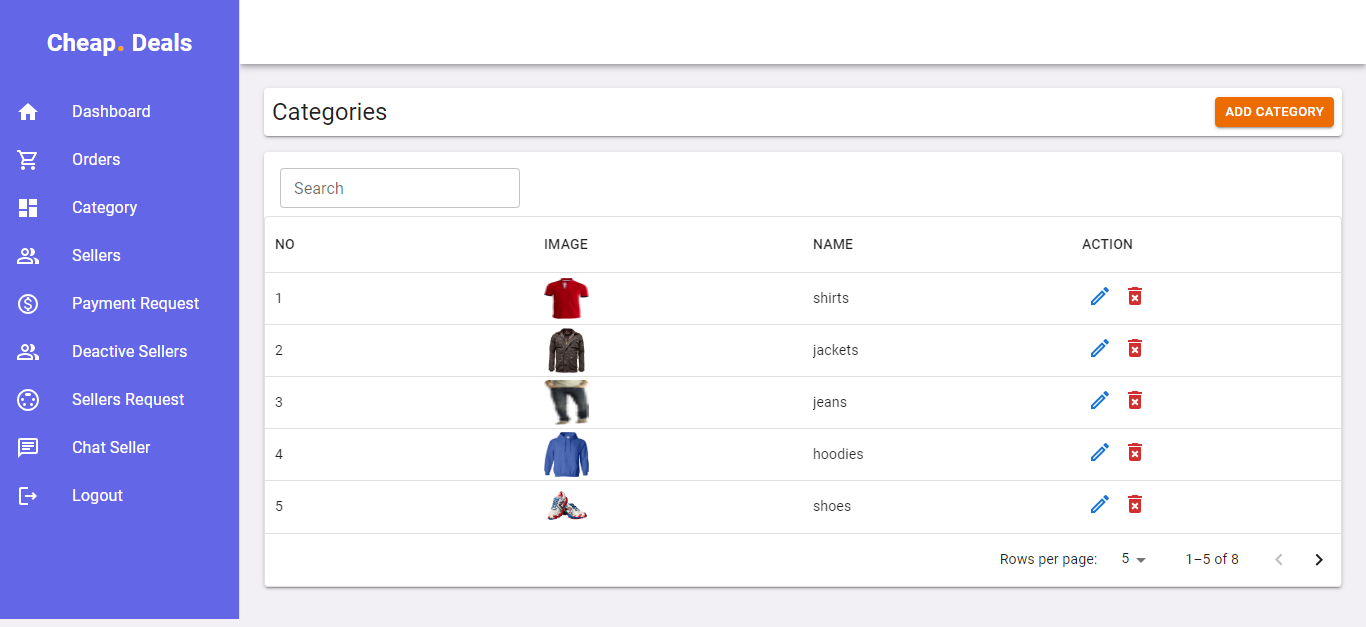 Cheap. Deals
Dashboard
Orders
Category
Sellers
Payment Request
Deactive Sellers
Sellers Request
Chat Seller
Logout
Categories
ADD CATEGORY
Search
NO IMAGE NAME ACTION
1 shirts
2 jackets
3 jeans
4 hoodies
5 shoes
Rows per page: 5 1–5 of 8